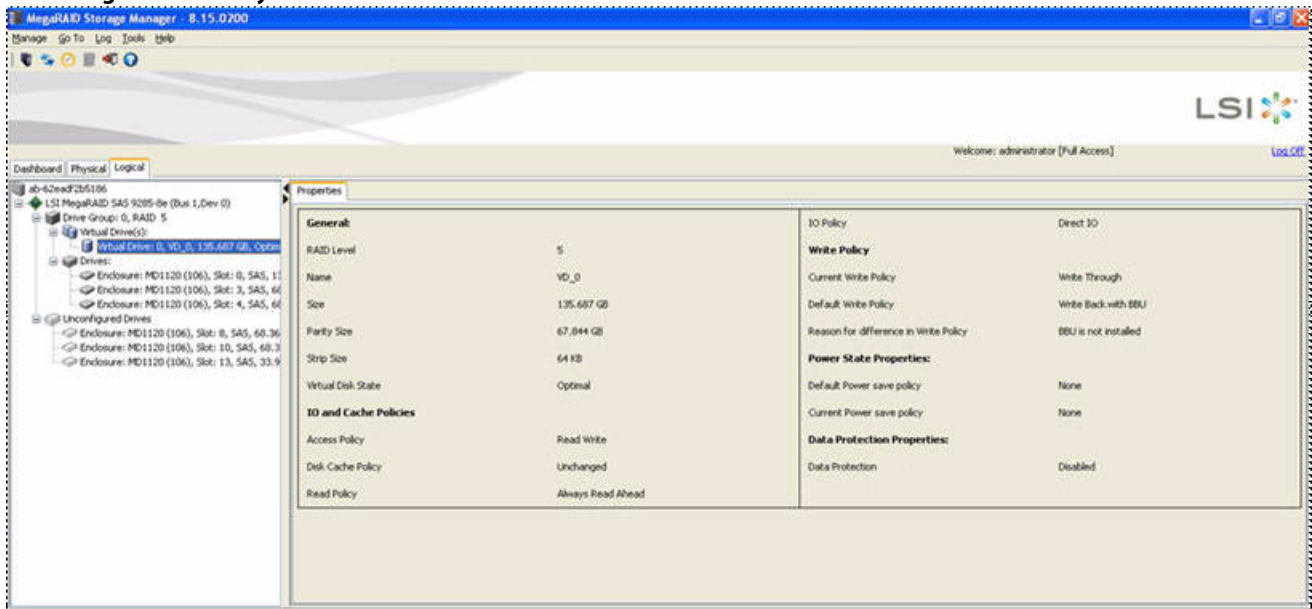 MegaRAID Storage Manager - 8.15.0200
Manage Go To Log Tools Help
LSI
Welcome: administrator [Full Access] Log Off
Dashboard Physical Logical
ab-62eadf2b5186
LSI MegaRAID SAS 9285-8e (Bus 1,Dev 0)
Drive Group: 0, RAID 5
Virtual Drive(s):
Virtual Drive: 0, VD_0, 135.687 GB, Optim
Drives:
Enclosure: MD1120 (106), Slot: 0, SAS, 13
Enclosure: MD1120 (106), Slot: 3, SAS, 68
Enclosure: MD1120 (106), Slot: 4, SAS, 68
Unconfigured Drives
Enclosure: MD1120 (106), Slot: 8, SAS, 68.36
Enclosure: MD1120 (106), Slot: 10, SAS, 68.3
Enclosure: MD1120 (106), Slot: 13, SAS, 33.9
Properties
General:
RAID Level 5
Name VD_0
Size 135.687 GB
Parity Size 67.844 GB
Strip Size 64 KB
Virtual Disk State Optimal
IO and Cache Policies
Access Policy Read Write
Disk Cache Policy Unchanged
Read Policy Always Read Ahead
IO Policy Direct IO
Write Policy
Current Write Policy Write Through
Default Write Policy Write Back with BBU
Reason for difference in Write Policy BBU is not installed
Power State Properties:
Default Power save policy None
Current Power save policy None
Data Protection Properties:
Data Protection Disabled